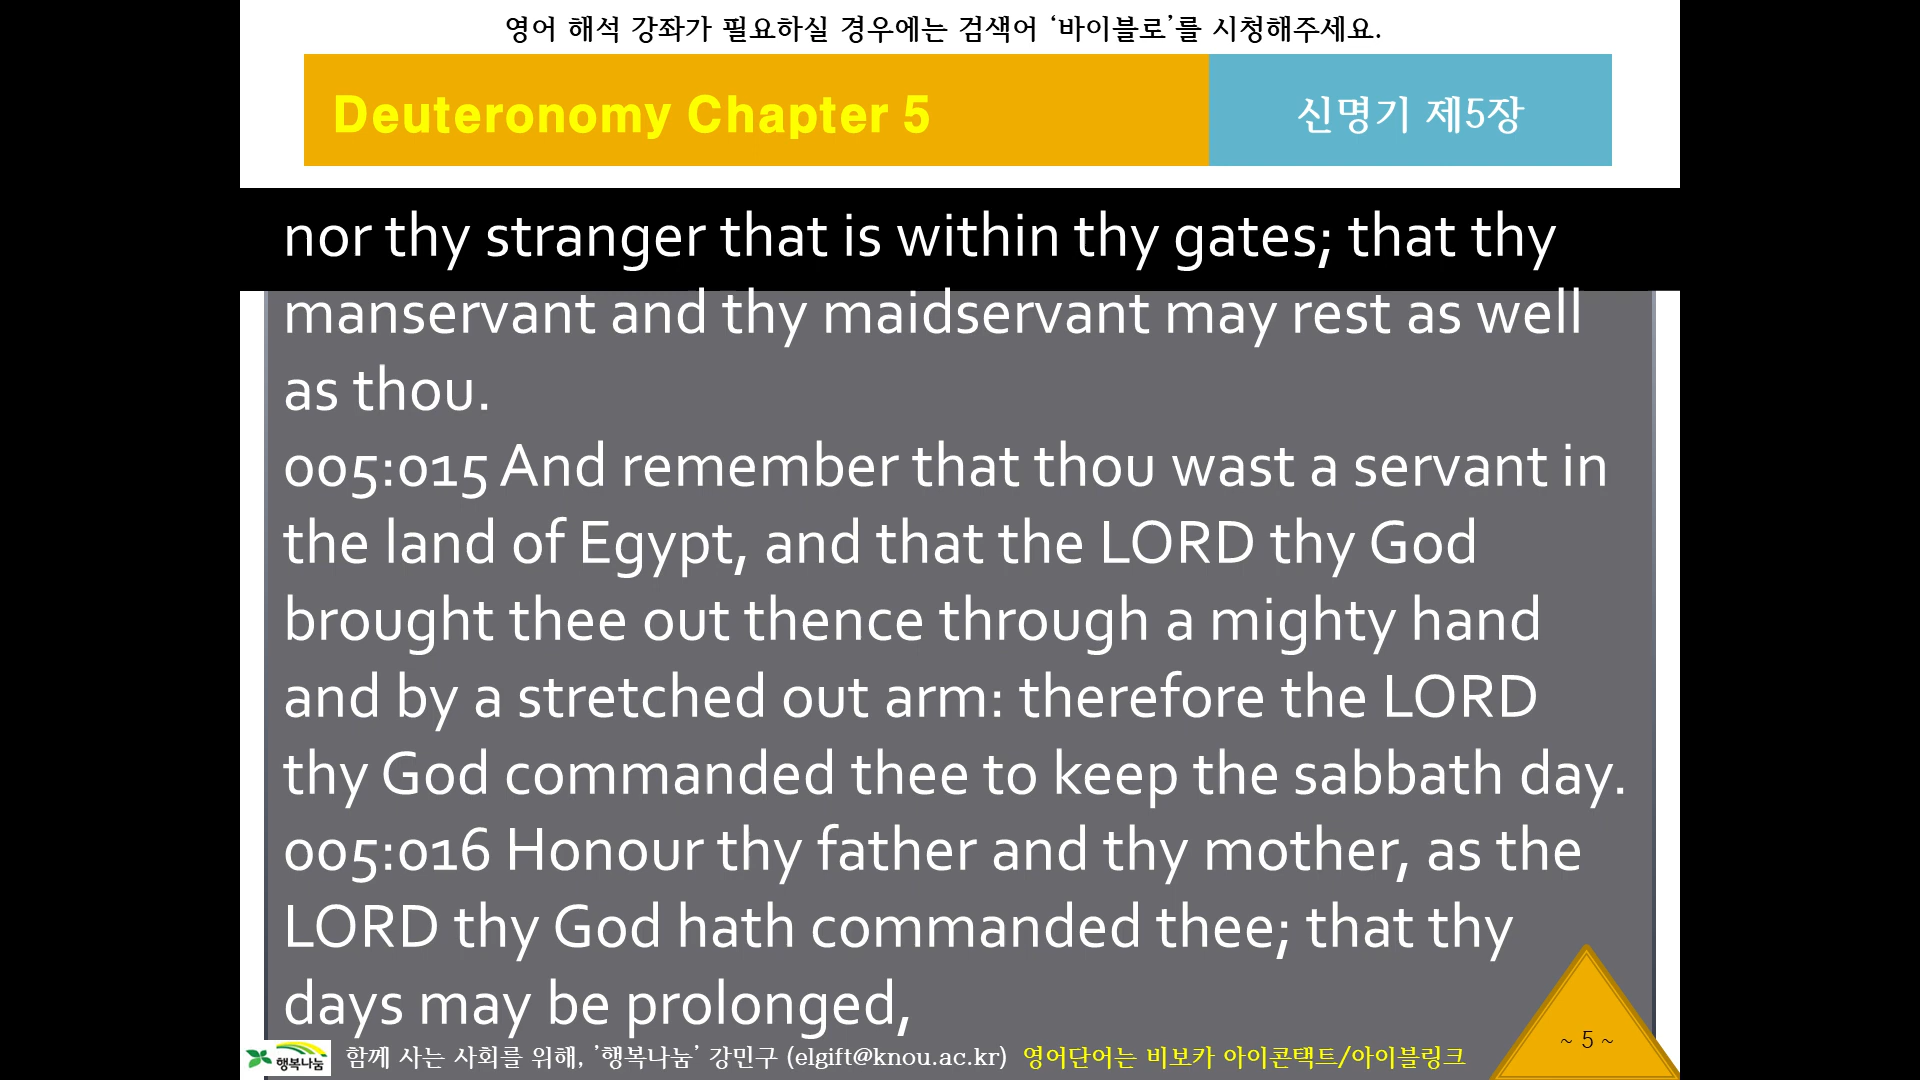 영어 해석 강좌가 필요하실 경우에는 검색어 ‘바이블로’를 시청해주세요.
Deuteronomy Chapter 5
신명기 제5장
nor thy stranger that is within thy gates; that thy
manservant and thy maidservant may rest as well
as thou.
005:015 And remember that thou wast a servant in
the land of Egypt, and that the LORD thy God
brought thee out thence through a mighty hand
and by a stretched out arm: therefore the LORD
thy God commanded thee to keep the sabbath day.
005:016 Honour thy father and thy mother, as the
LORD thy God hath commanded thee; that thy
days may be prolonged,
~ 5 ~
행복나눔
함께 사는 사회를 위해, ’행복나눔’ 강민구 (elgift@knou.ac.kr) 영어단어는 비보카 아이콘택트/아이블링크